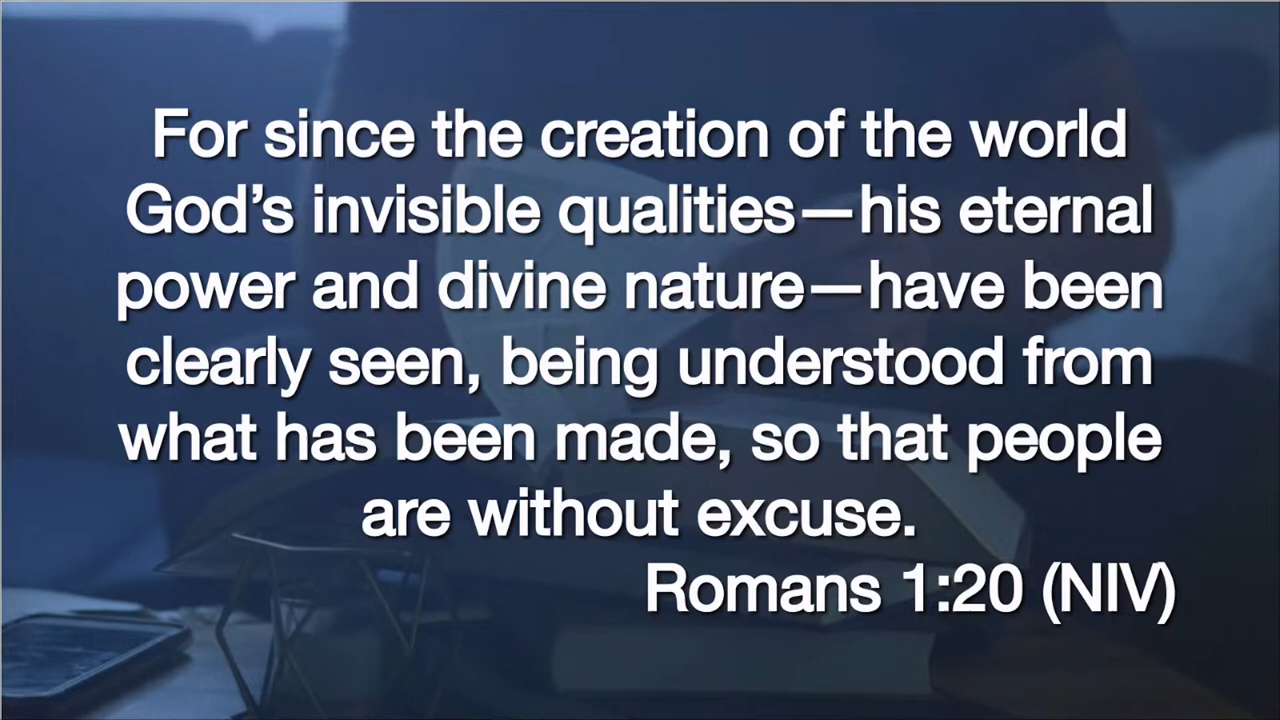 For since the creation of the world
God’s invisible qualities—his eternal
power and divine nature—have been
clearly seen, being understood from
what has been made, so that people
are without excuse.
Romans 1:20 (NIV)